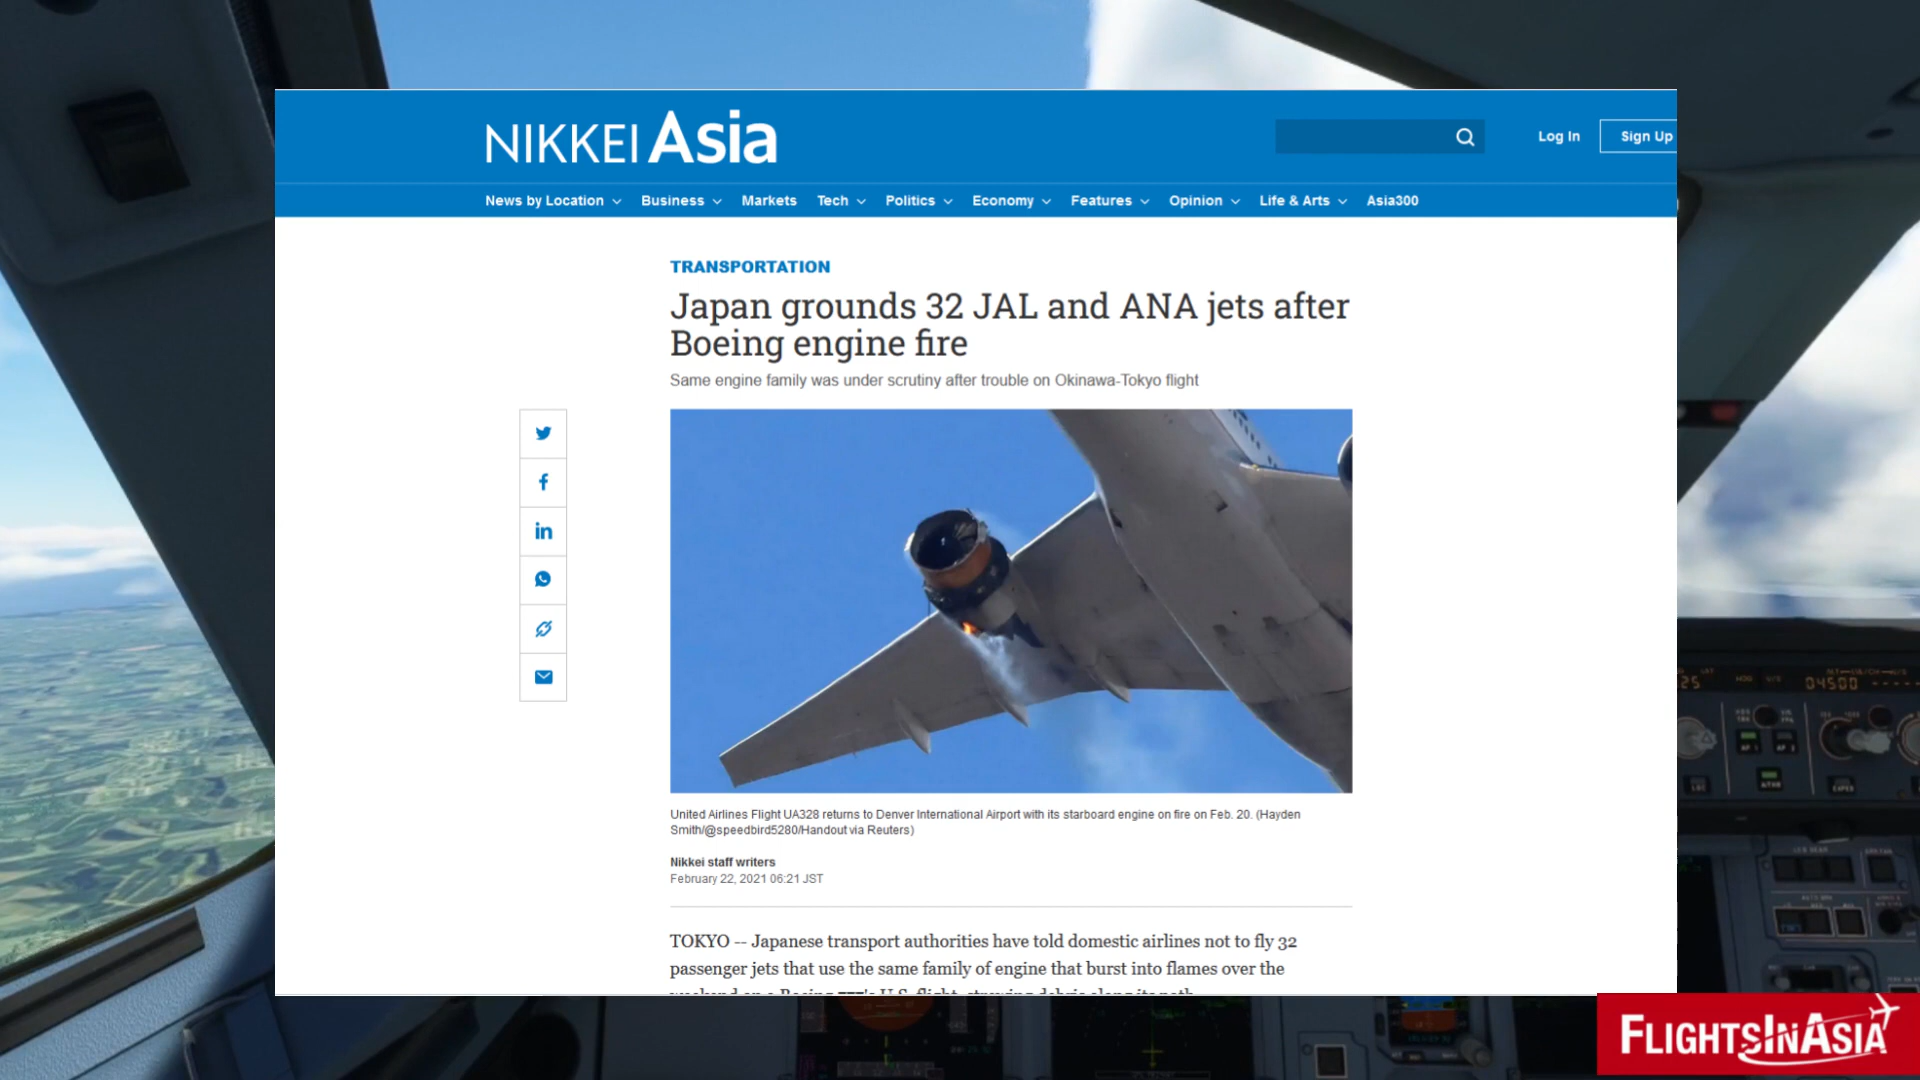 NIKKEI Asia
Log In
Sign Up
News by Location
Business
Markets
Tech
Politics
Economy
Features
Opinion
Life & Arts
Asia300
TRANSPORTATION
Japan grounds 32 JAL and ANA jets after
Boeing engine fire
Same engine family was under scrutiny after trouble on Okinawa-Tokyo flight
United Airlines Flight UA328 returns to Denver International Airport with its starboard engine on fire on Feb. 20. (Hayden
Smith/@speedbird5280/Handout via Reuters)
Nikkei staff writers
February 22, 2021 06:21 JST
TOKYO -- Japanese transport authorities have told domestic airlines not to fly 32
passenger jets that use the same family of engine that burst into flames over the
04500
FLIGHTSINASIA